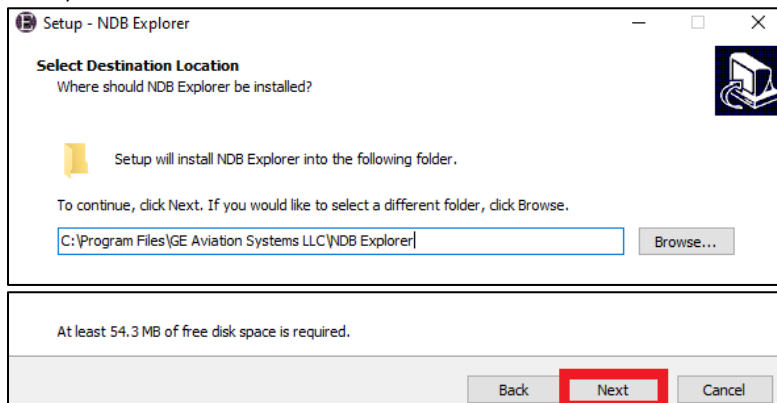 Setup - NDB Explorer
Select Destination Location
Where should NDB Explorer be installed?
Setup will install NDB Explorer into the following folder.
To continue, click Next. If you would like to select a different folder, click Browse.
C:\Program Files\GE Aviation Systems LLC\NDB Explorer
Browse...
At least 54.3 MB of free disk space is required.
Back Next Cancel